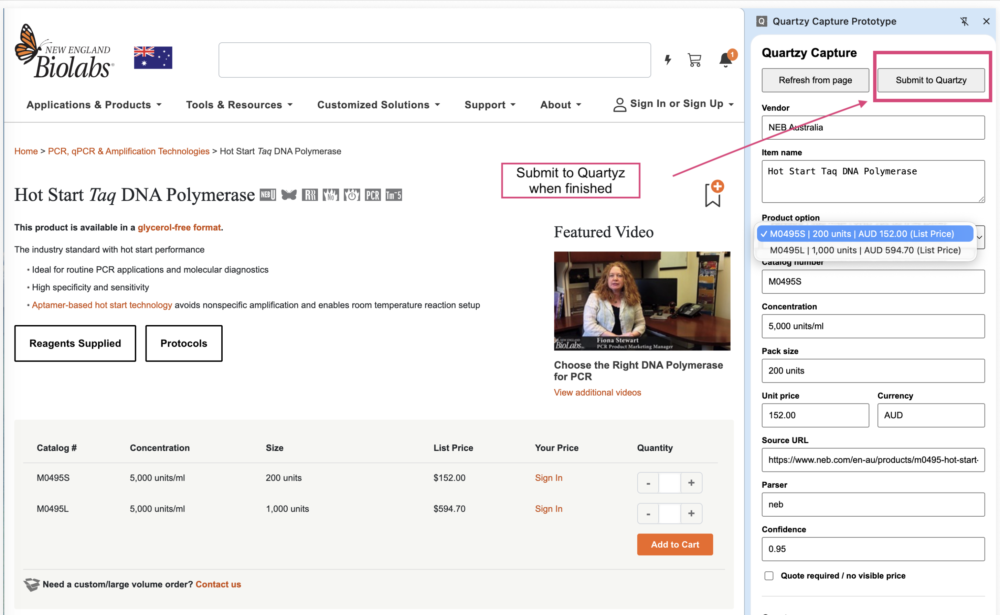 NEW ENGLAND
BioLabs®
1
Applications & Products
Tools & Resources
Customized Solutions
Support
About
Sign In or Sign Up
Home > PCR, qPCR & Amplification Technologies > Hot Start Taq DNA Polymerase
Submit to Quartyz
when finished
Hot Start Taq DNA Polymerase
NEB U
RR
No
PCR
Tm-5
This product is available in a glycerol-free format.
The industry standard with hot start performance
• Ideal for routine PCR applications and molecular diagnostics
• High specificity and sensitivity
• Aptamer-based hot start technology avoids nonspecific amplification and enables room temperature reaction setup
Reagents Supplied
Protocols
Featured Video
NEW ENGLAND
BioLabs
Fiona Stewart
PCR Product Marketing Manager
Choose the Right DNA Polymerase
for PCR
View additional videos
Catalog # Concentration Size List Price Your Price Quantity
M0495S 5,000 units/ml 200 units $152.00 Sign In - +
M0495L 5,000 units/ml 1,000 units $594.70 Sign In - +
Add to Cart
Need a custom/large volume order? Contact us
Q Quartzy Capture Prototype
Quartzy Capture
Refresh from page
Submit to Quartzy
Vendor
NEB Australia
Item name
Hot Start Taq DNA Polymerase
Product option
✓ M0495S | 200 units | AUD 152.00 (List Price)
M0495L | 1,000 units | AUD 594.70 (List Price)
Catalog number
M0495S
Concentration
5,000 units/ml
Pack size
200 units
Unit price
152.00
Currency
AUD
Source URL
https://www.neb.com/en-au/products/m0495-hot-start-
Parser
neb
Confidence
0.95
Quote required / no visible price